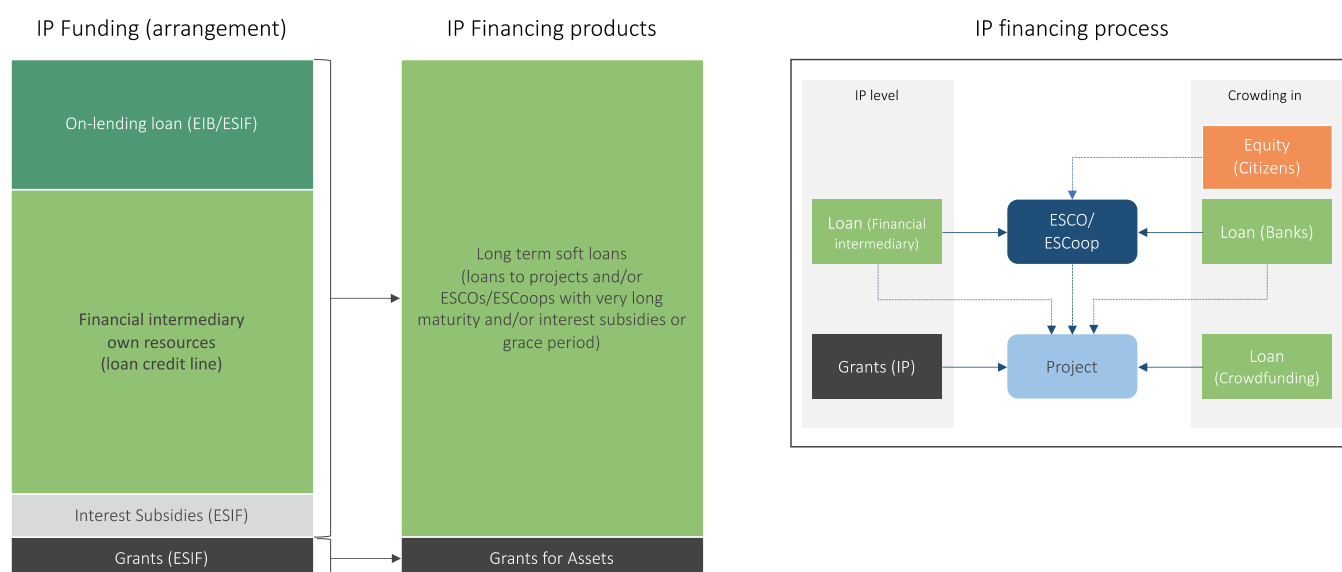 IP Funding (arrangement)
On-lending loan (EIB/ESIF)
Financial intermediary
own resources
(loan credit line)
Interest Subsidies (ESIF)
Grants (ESIF)
IP Financing products
Long term soft loans
(loans to projects and/or
ESCOs/ESCoops with very long
maturity and/or interest subsidies or
grace period)
Grants for Assets
IP financing process
IP level
Crowding in
Equity
(Citizens)
Loan (Financial
intermediary)
ESCO/
ESCoop
Loan (Banks)
Grants (IP)
Project
Loan
(Crowdfunding)